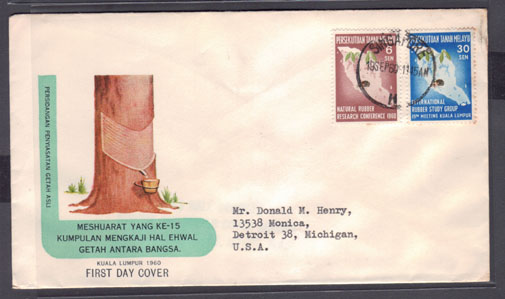 PERSIDANGAN PENYIASATAN GETAH ASLI
MESHUARAT YANG KE-15
KUMPULAN MENGKAJI HAL EHWAL
GETAH ANTARA BANGSA.
KUALA LUMPUR 1960
FIRST DAY COVER
PERSEKUTUAN TANAH MELAYU
6
SEN
NATURAL RUBBER
RESEARCH CONFERENCE 1960
PERSEKUTUAN TANAH MELAYU
30
SEN
INTERNATIONAL
RUBBER STUDY GROUP
15TH MEETING KUALA LUMPUR
Mr. Donald M. Henry,
13538 Monica,
Detroit 38, Michigan,
U.S.A.